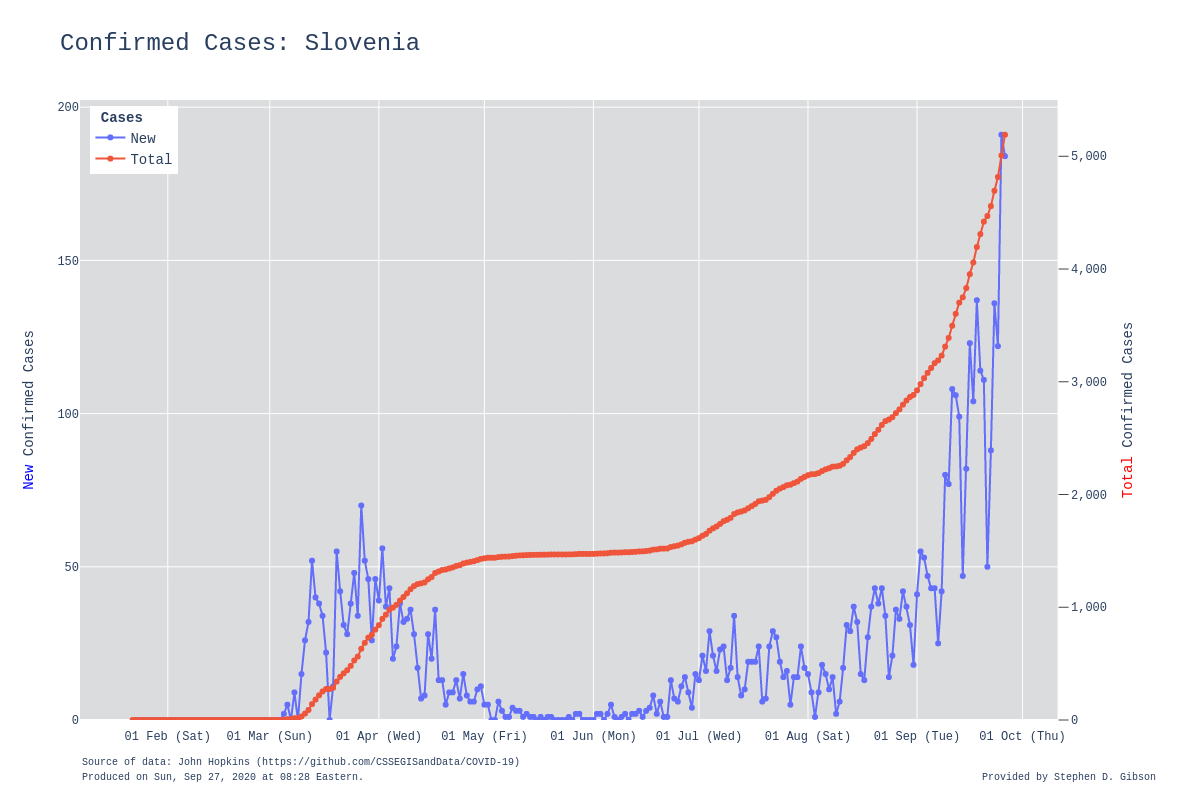 Confirmed Cases: Slovenia
Cases
New
Total
200
150
100
50
0
5,000
4,000
3,000
2,000
1,000
0
New Confirmed Cases
Total Confirmed Cases
01 Feb (Sat) 01 Mar (Sun) 01 Apr (Wed) 01 May (Fri) 01 Jun (Mon) 01 Jul (Wed) 01 Aug (Sat) 01 Sep (Tue) 01 Oct (Thu)
Source of data: John Hopkins (https://github.com/CSSEGISandData/COVID-19)
Produced on Sun, Sep 27, 2020 at 08:28 Eastern.
Provided by Stephen D. Gibson